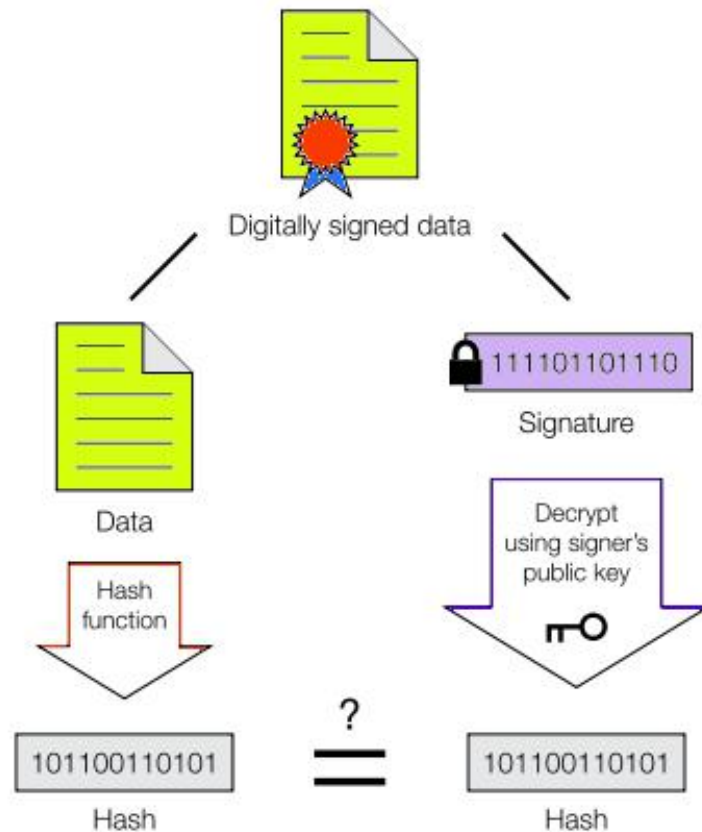 Digitally signed data
111101101110
Signature
Data
Decrypt
using signer's
public key
Hash
function
?
=
101100110101
101100110101
Hash
Hash